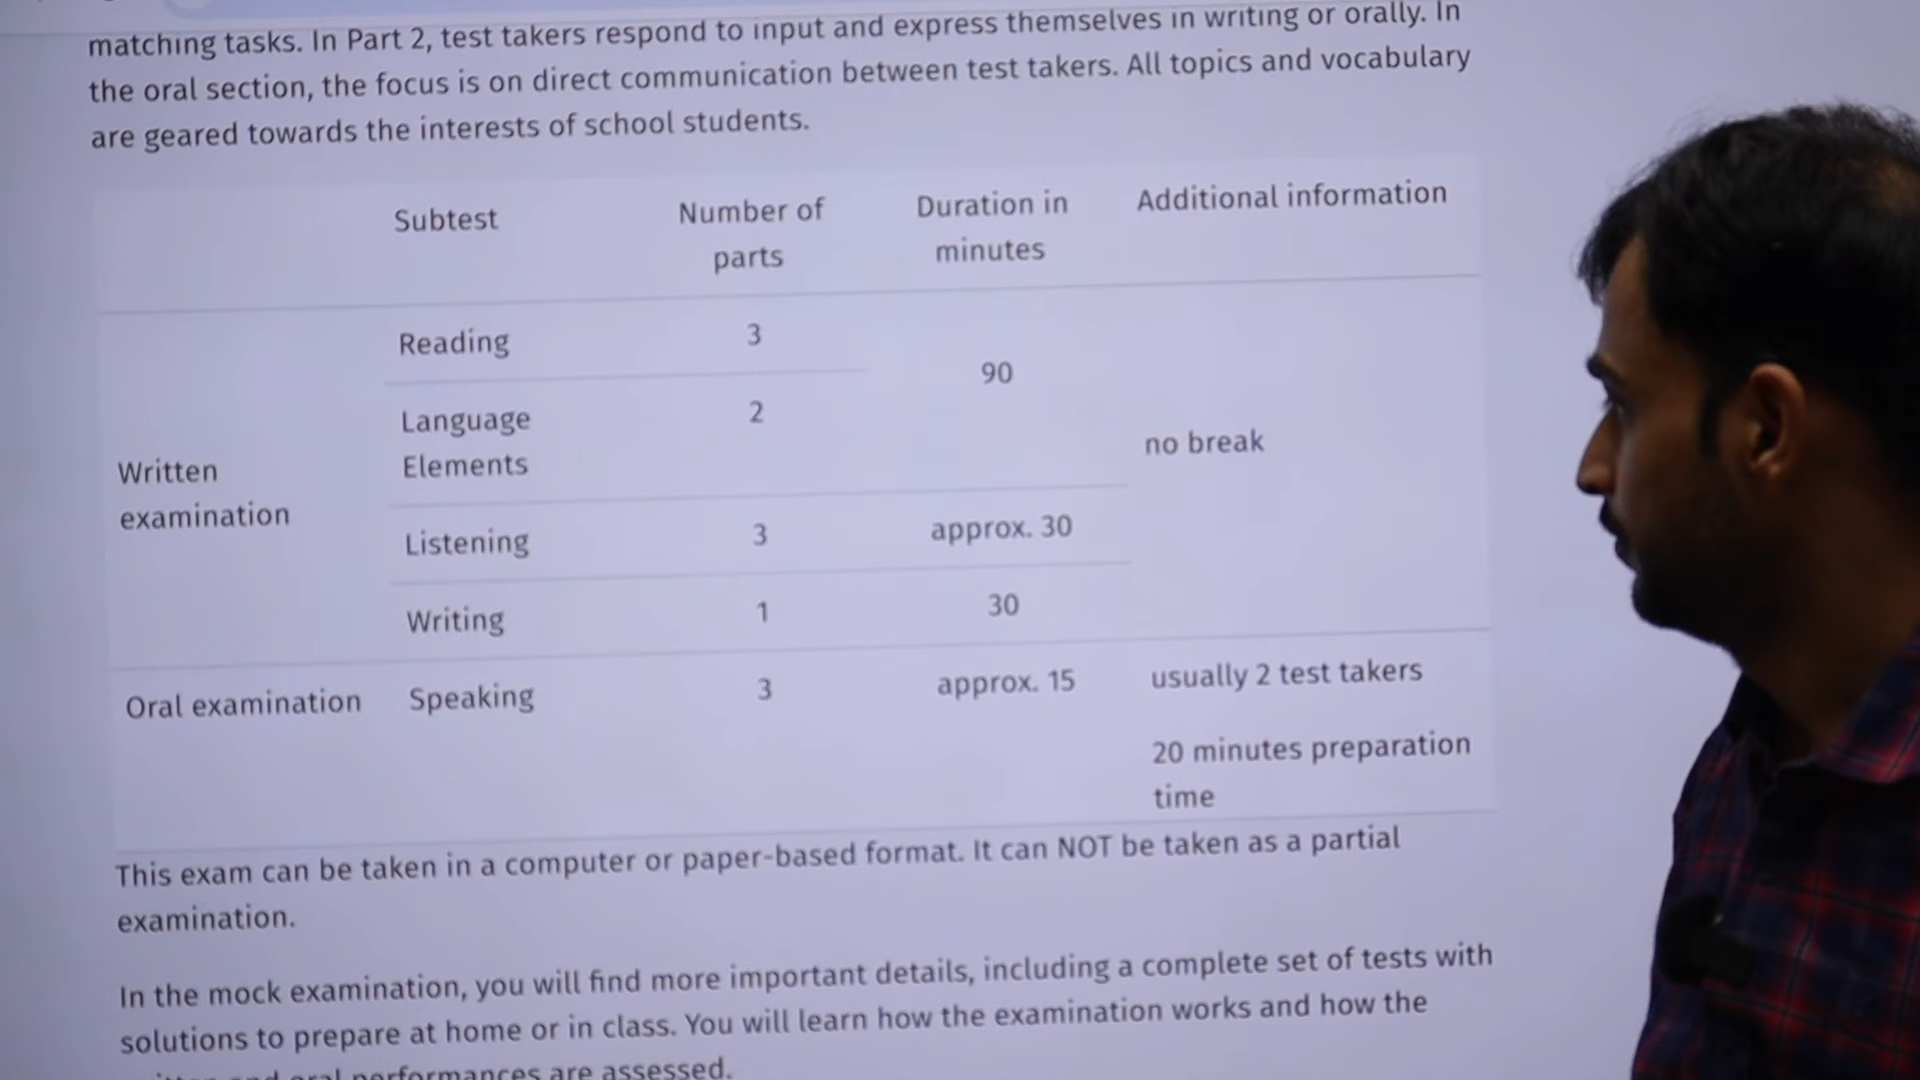 matching tasks. In Part 2, test takers respond to input and express themselves in writing or orally. In
the oral section, the focus is on direct communication between test takers. All topics and vocabulary
are geared towards the interests of school students.
Subtest
Number of
parts
Duration in
minutes
Additional information
Written
examination
Reading
3
90
no break
Language
Elements
2
Listening
3
approx. 30
Writing
1
30
Oral examination
Speaking
3
approx. 15
usually 2 test takers
20 minutes preparation
time
This exam can be taken in a computer or paper-based format. It can NOT be taken as a partial
examination.
In the mock examination, you will find more important details, including a complete set of tests with
solutions to prepare at home or in class. You will learn how the examination works and how the
and oral performances are assessed.